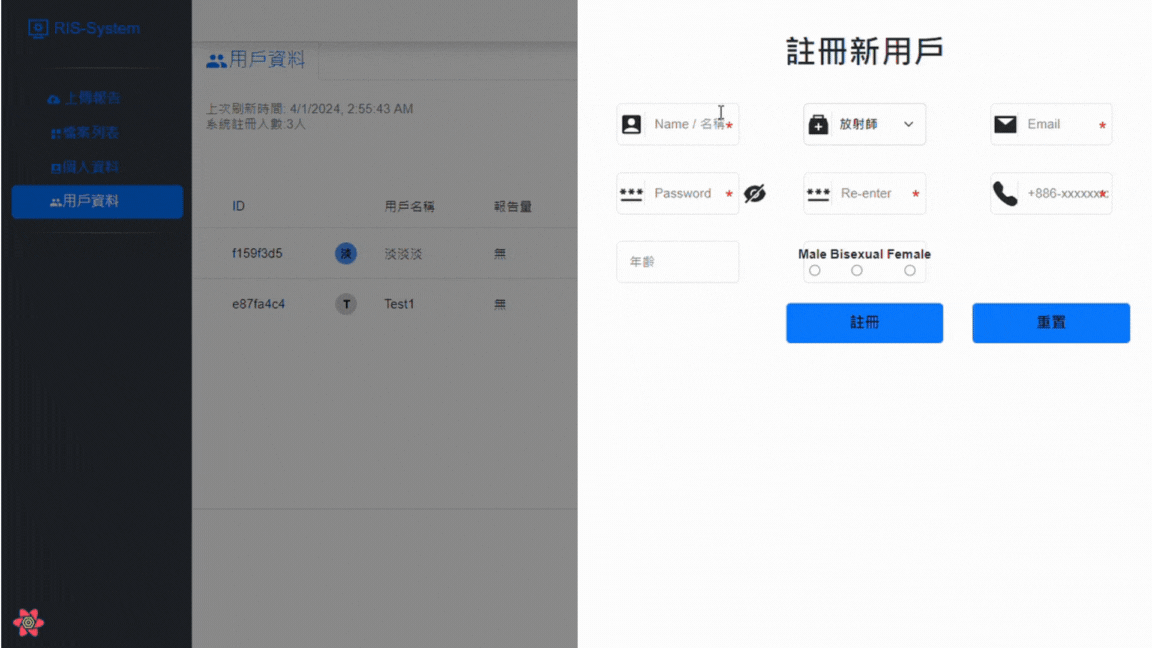 RIS-System
上傳報告
檔案列表
個人資料
用戶資料
用戶資料
上次刷新時間: 4/1/2024, 2:55:43 AM
系統註冊人數:3人
ID 用戶名稱 報告量
f159f3d5 淡 淡淡淡 無
e87fa4c4 T Test1 無
註冊新用戶
Name / 名稱* 放射師 Email *
*** Password * *** Re-enter * +886-xxxxxxx*
年齡 Male Bisexual Female
註冊 重置